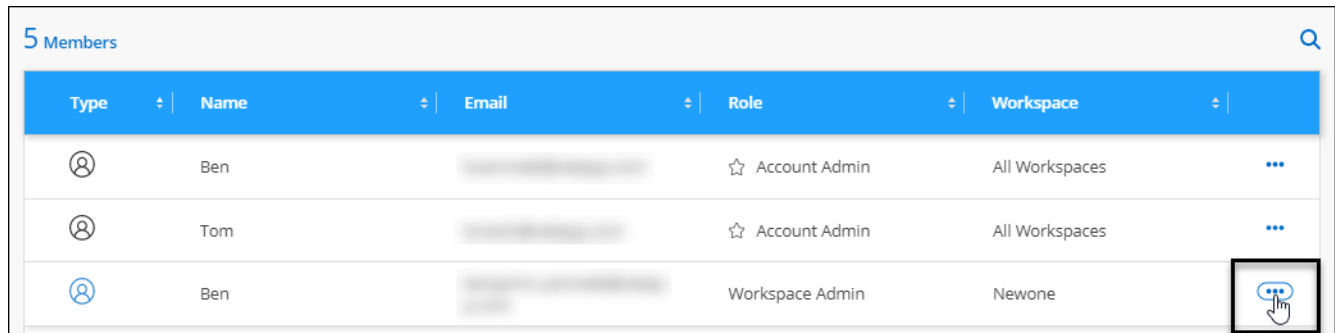 5 Members
Type Name Email Role Workspace
Ben Account Admin All Workspaces
Tom Account Admin All Workspaces
Ben Workspace Admin Newone